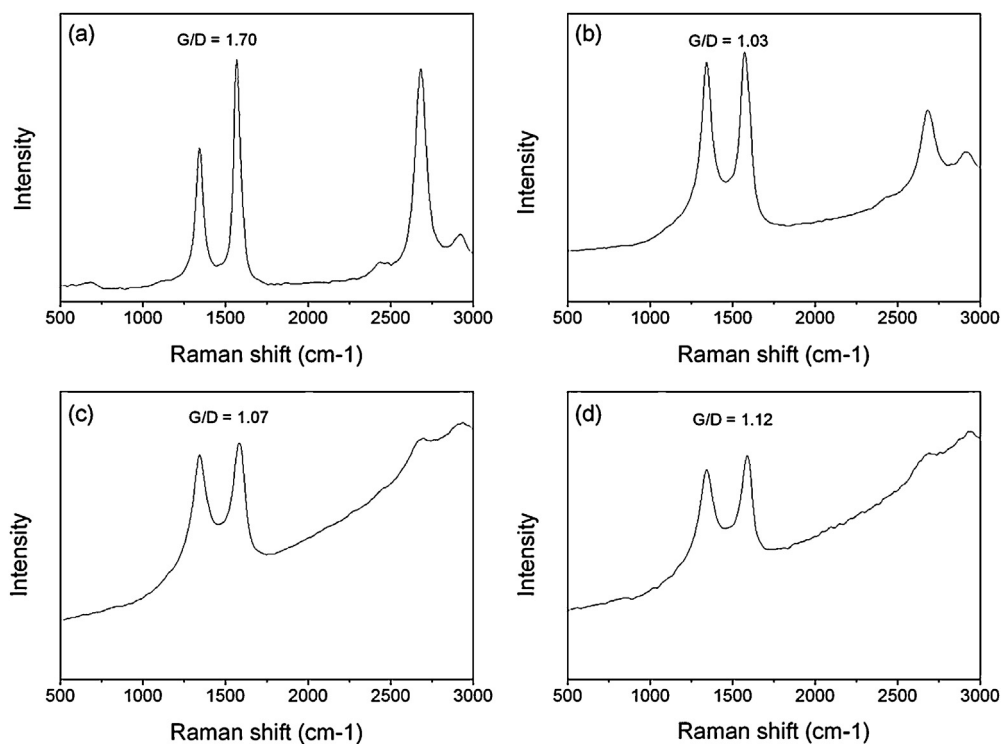 (a)
G/D = 1.70
Intensity
500 1000 1500 2000 2500 3000
Raman shift (cm-1)
(b)
G/D = 1.03
Intensity
500 1000 1500 2000 2500 3000
Raman shift (cm-1)
(c)
G/D = 1.07
Intensity
500 1000 1500 2000 2500 3000
Raman shift (cm-1)
(d)
G/D = 1.12
Intensity
500 1000 1500 2000 2500 3000
Raman shift (cm-1)